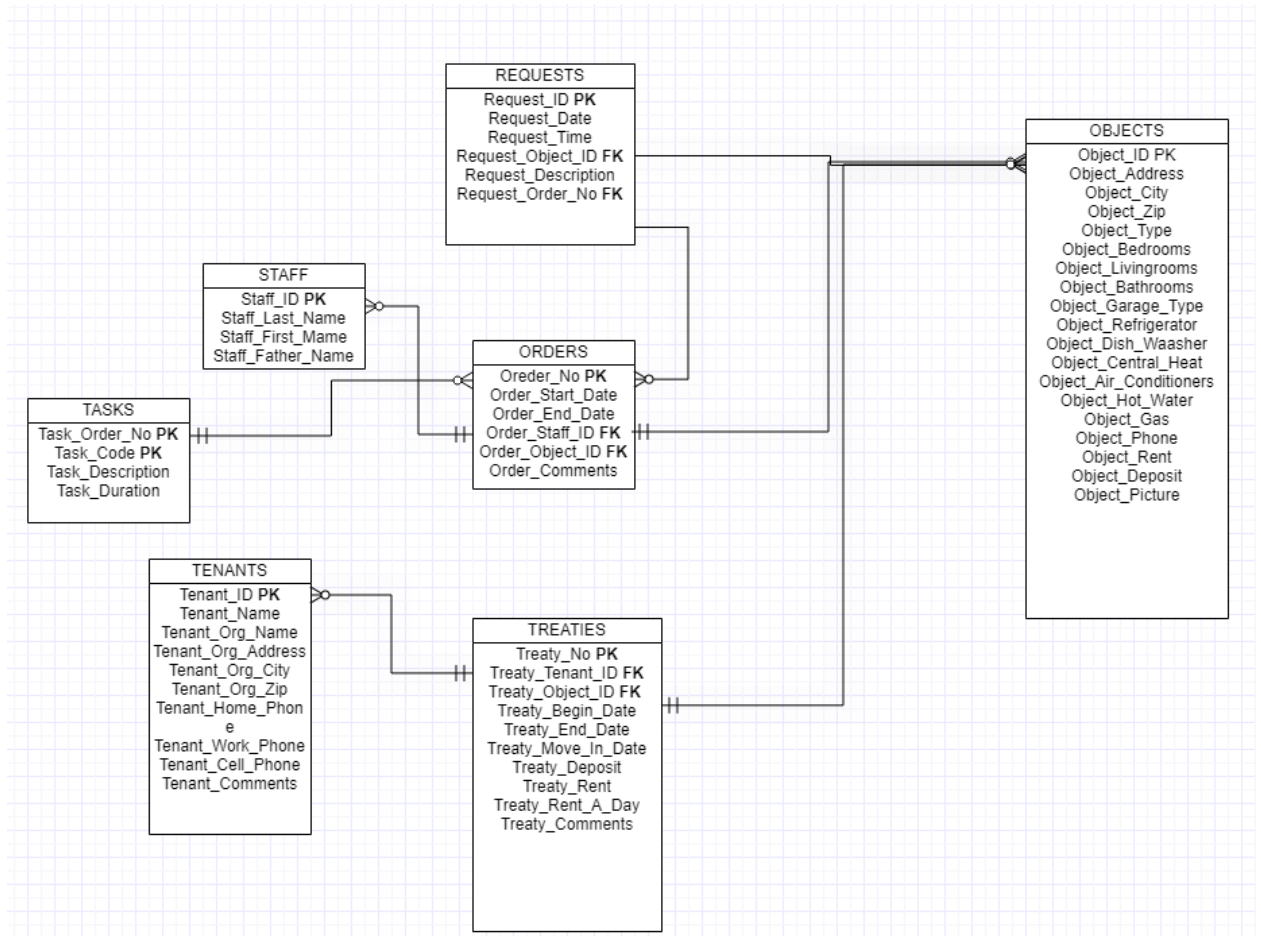 REQUESTS
Request_ID PK
Request_Date
Request_Time
Request_Object_ID FK
Request_Description
Request_Order_No FK
OBJECTS
Object_ID PK
Object_Address
Object_City
Object_Zip
Object_Type
Object_Bedrooms
Object_Livingrooms
Object_Bathrooms
Object_Garage_Type
Object_Refrigerator
Object_Dish_Waasher
Object_Central_Heat
Object_Air_Conditioners
Object_Hot_Water
Object_Gas
Object_Phone
Object_Rent
Object_Deposit
Object_Picture
STAFF
Staff_ID PK
Staff_Last_Name
Staff_First_Mame
Staff_Father_Name
ORDERS
Oreder_No PK
Order_Start_Date
Order_End_Date
Order_Staff_ID FK
Order_Object_ID FK
Order_Comments
TASKS
Task_Order_No PK
Task_Code PK
Task_Description
Task_Duration
TENANTS
Tenant_ID PK
Tenant_Name
Tenant_Org_Name
Tenant_Org_Address
Tenant_Org_City
Tenant_Org_Zip
Tenant_Home_Phon
e
Tenant_Work_Phone
Tenant_Cell_Phone
Tenant_Comments
TREATIES
Treaty_No PK
Treaty_Tenant_ID FK
Treaty_Object_ID FK
Treaty_Begin_Date
Treaty_End_Date
Treaty_Move_In_Date
Treaty_Deposit
Treaty_Rent
Treaty_Rent_A_Day
Treaty_Comments